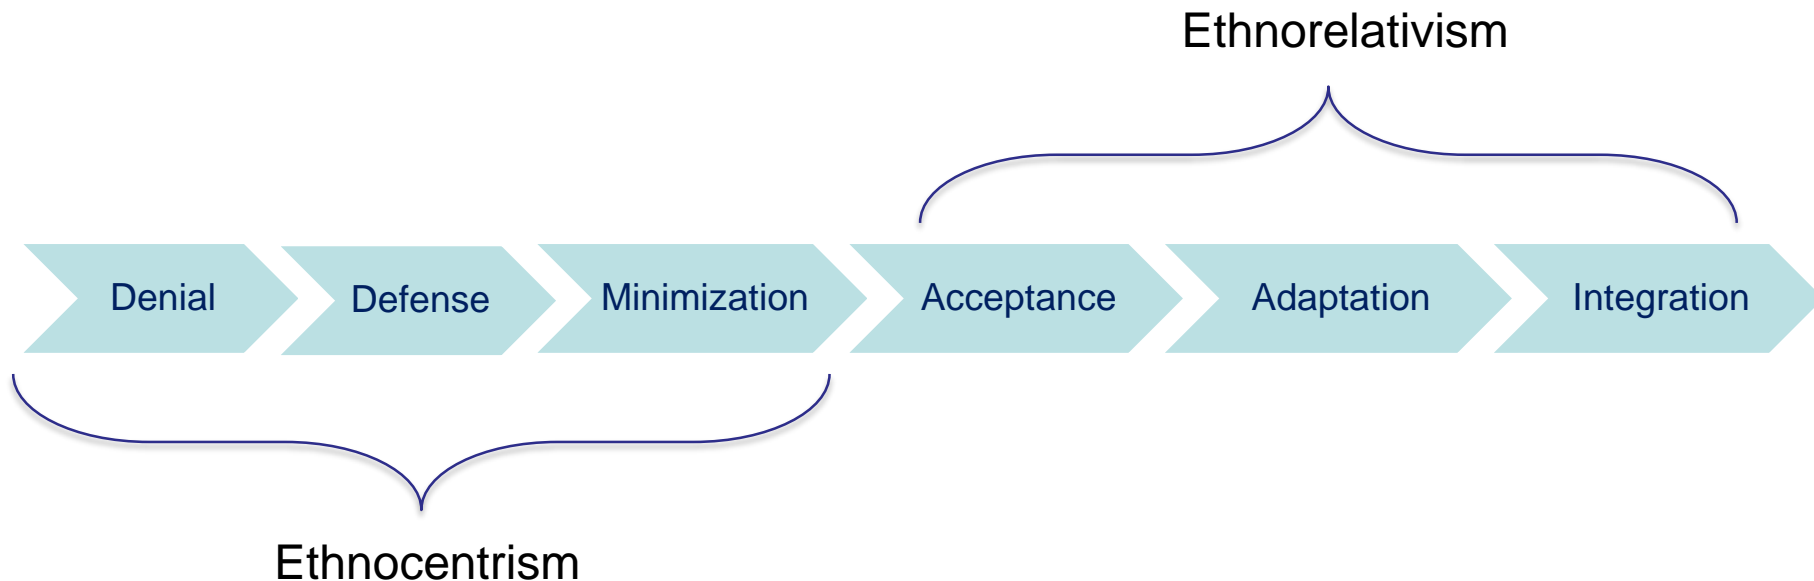 Ethnorelativism
Denial
Defense
Minimization
Acceptance
Adaptation
Integration
Ethnocentrism